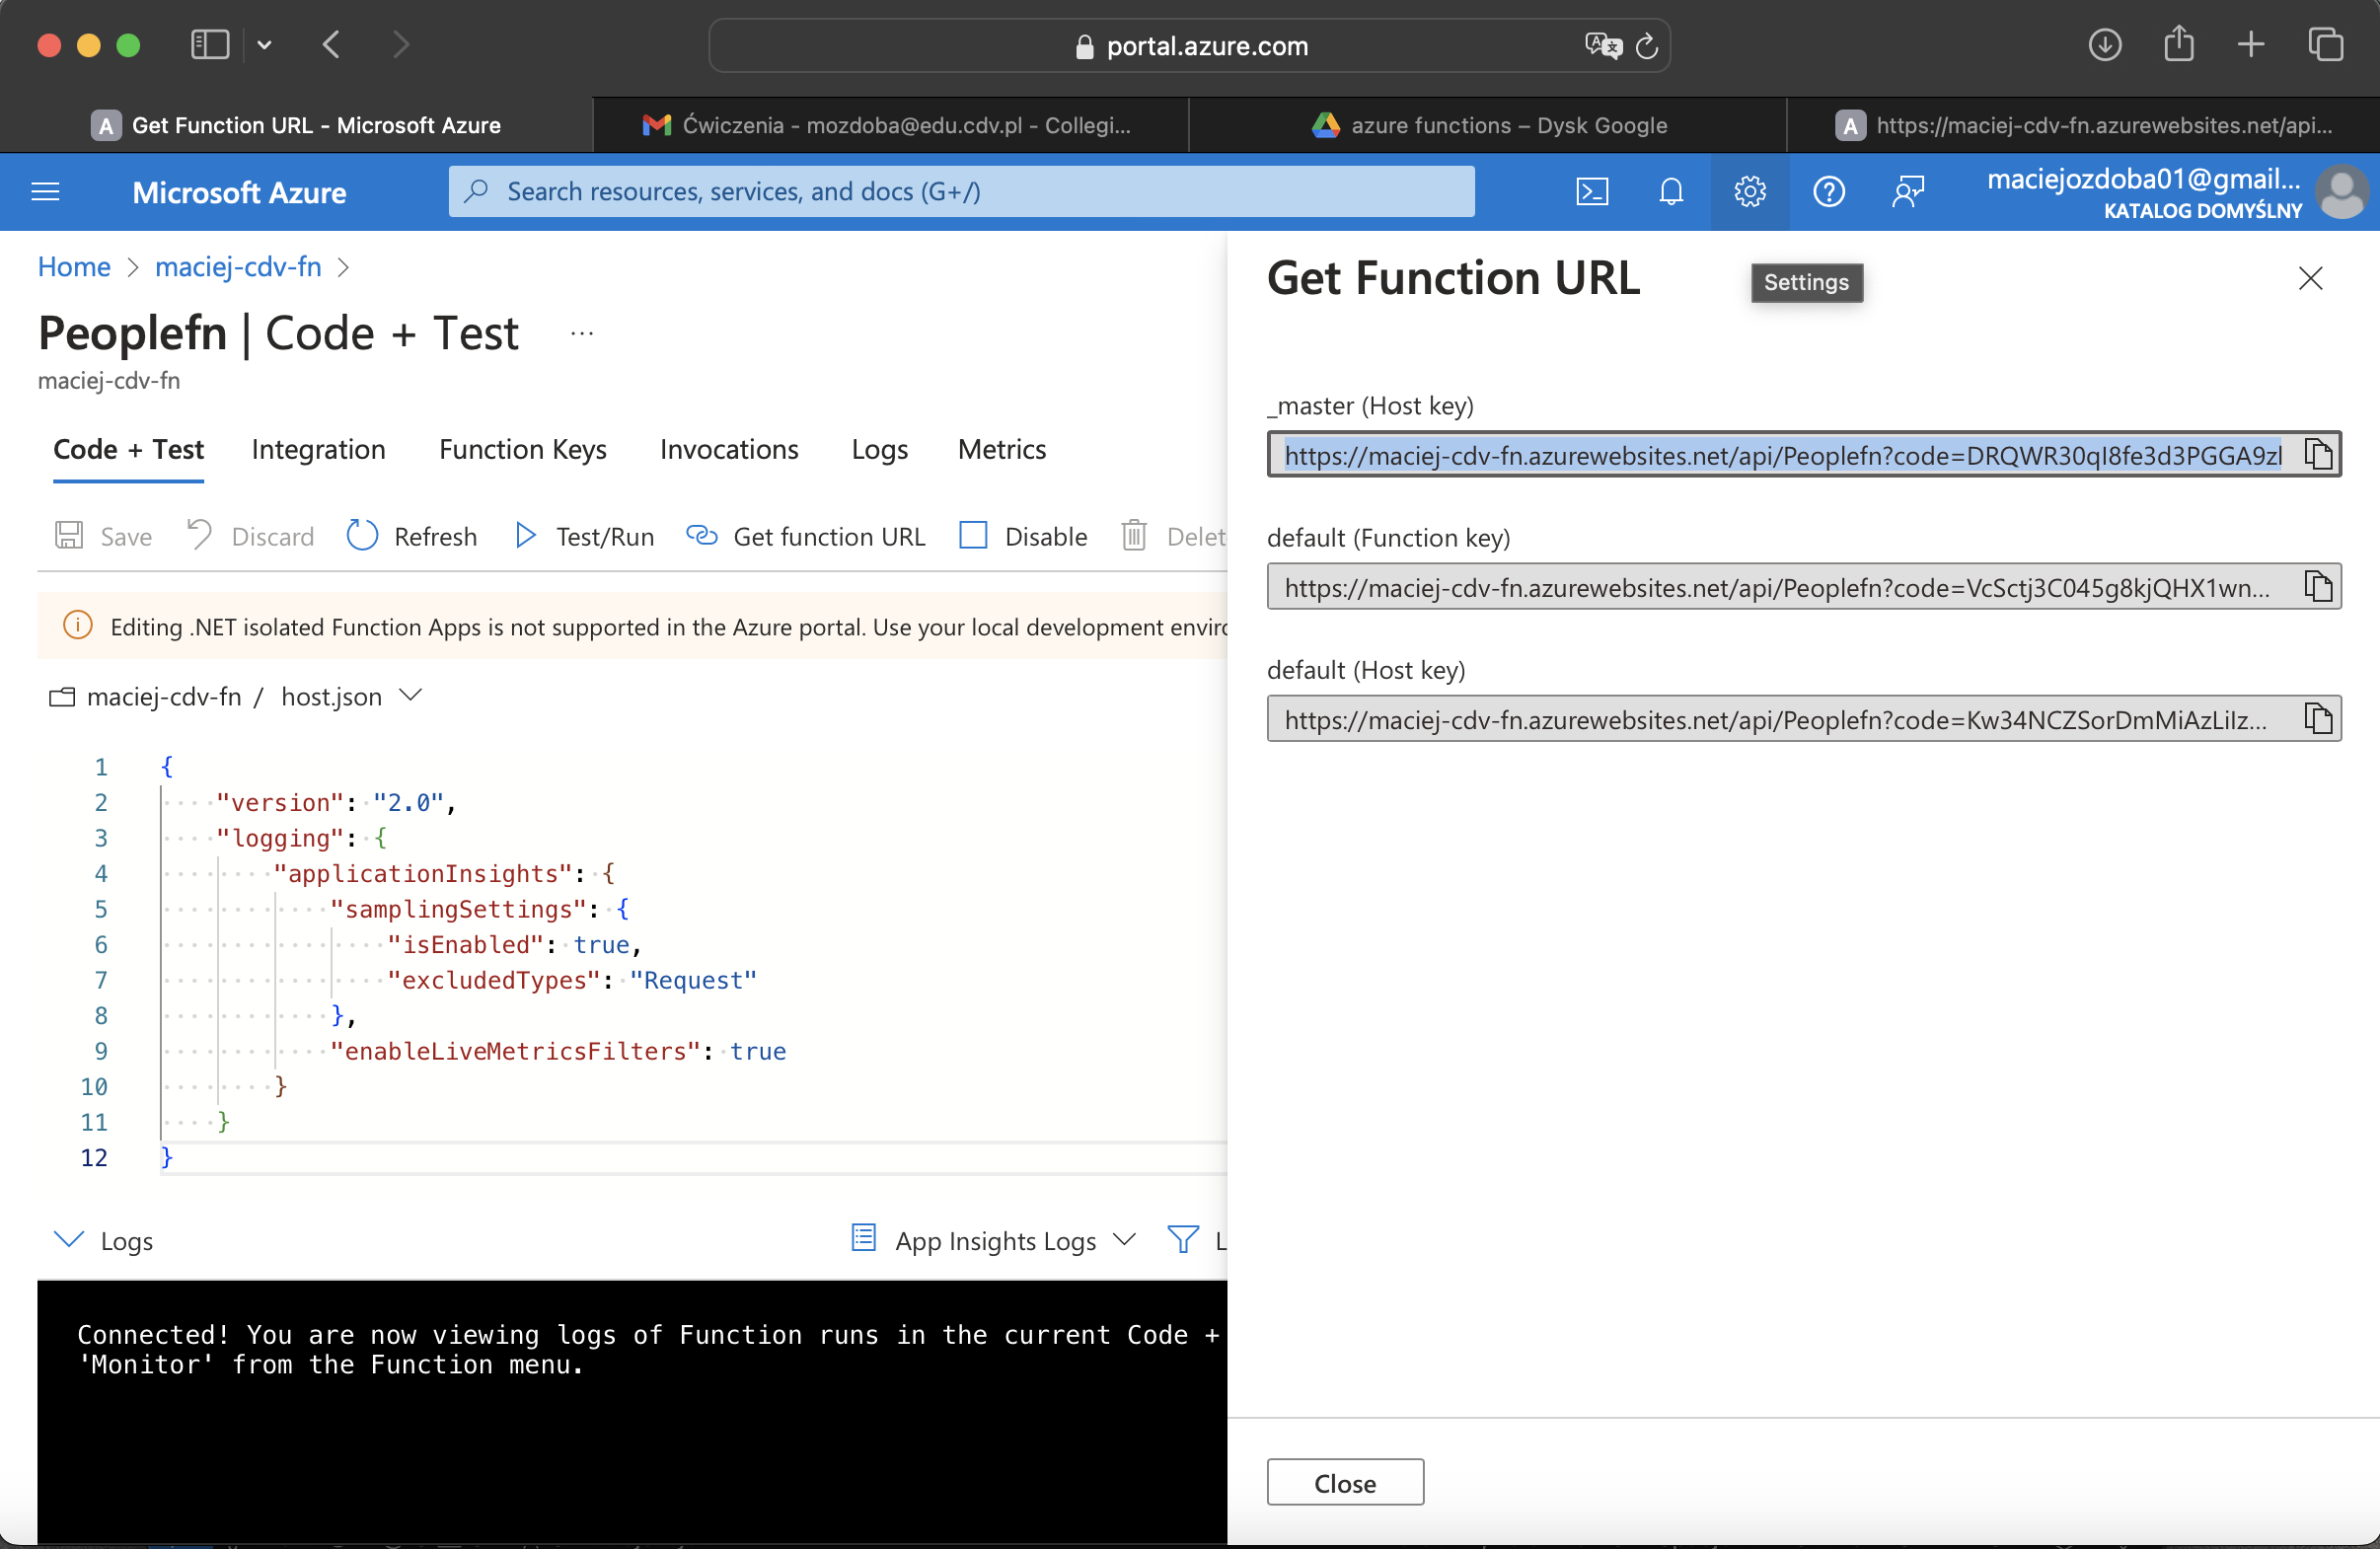 portal.azure.com
Get Function URL - Microsoft Azure
Ćwiczenia - mozdoba@edu.cdv.pl - Collegi...
azure functions – Dysk Google
https://maciej-cdv-fn.azurewebsites.net/api...
Microsoft Azure
Search resources, services, and docs (G+/)
maciejozdoba01@gmail...
KATALOG DOMYŚLNY
Home > maciej-cdv-fn >
Peoplefn | Code + Test ...
maciej-cdv-fn
Code + Test Integration Function Keys Invocations Logs Metrics
Save Discard Refresh Test/Run Get function URL Disable Delet
Editing .NET isolated Function Apps is not supported in the Azure portal. Use your local development enviro
maciej-cdv-fn / host.json
1 {
2 "version": "2.0",
3 "logging": {
4 "applicationInsights": {
5 "samplingSettings": {
6 "isEnabled": true,
7 "excludedTypes": "Request"
8 },
9 "enableLiveMetricsFilters": true
10 }
11 }
12 }
Logs App Insights Logs L
Connected! You are now viewing logs of Function runs in the current Code +
'Monitor' from the Function menu.
Get Function URL
Settings
_master (Host key)
https://maciej-cdv-fn.azurewebsites.net/api/Peoplefn?code=DRQWR30qI8fe3d3PGGA9zl
default (Function key)
https://maciej-cdv-fn.azurewebsites.net/api/Peoplefn?code=VcSctj3C045g8kjQHX1wn...
default (Host key)
https://maciej-cdv-fn.azurewebsites.net/api/Peoplefn?code=Kw34NCZSorDmMiAzLiIz...
Close